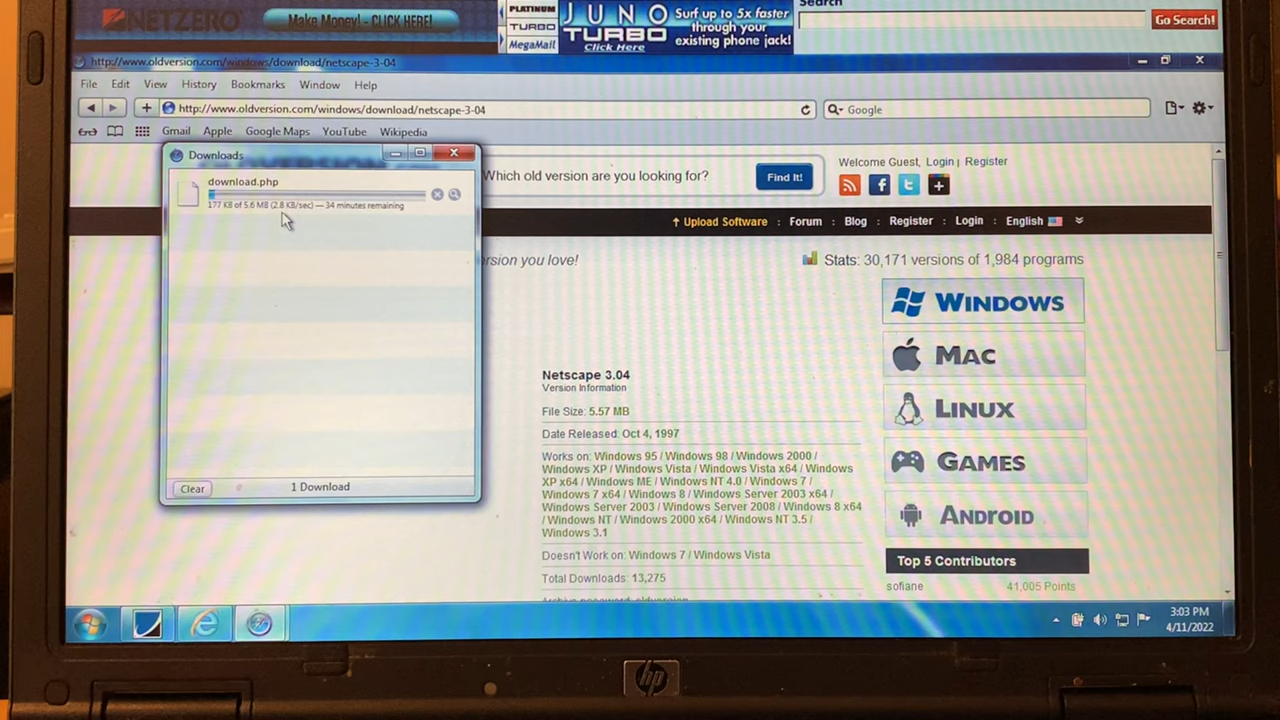 NETZERO
Make Money! - CLICK HERE!
PLATINUM
TURBO
MegaMail
JUNO
TURBO
Click Here
Surf up to 5x faster
through your
existing phone jack!
Search
Go Search!
http://www.oldversion.com/windows/download/netscape-3-04
File Edit View History Bookmarks Window Help
http://www.oldversion.com/windows/download/netscape-3-04
Google
Gmail Apple Google Maps YouTube Wikipedia
Downloads
download.php
177 KB of 5.6 MB (2.8 KB/sec) — 34 minutes remaining
Clear
1 Download
Which old version are you looking for?
Find It!
Welcome Guest, Login | Register
Upload Software : Forum : Blog : Register : Login : English
version you love!
Stats: 30,171 versions of 1,984 programs
WINDOWS
MAC
LINUX
GAMES
ANDROID
Top 5 Contributors
sofiane 41,005 Points
Netscape 3.04
Version Information
File Size: 5.57 MB
Date Released: Oct 4, 1997
Works on: Windows 95 / Windows 98 / Windows 2000 /
Windows XP / Windows Vista / Windows Vista x64 / Windows
XP x64 / Windows ME / Windows NT 4.0 / Windows 7 /
Windows 7 x64 / Windows 8 / Windows Server 2003 x64 /
Windows Server 2003 / Windows Server 2008 / Windows 8 x64
/ Windows NT / Windows 2000 x64 / Windows NT 3.5 /
Windows 3.1
Doesn't Work on: Windows 7 / Windows Vista
Total Downloads: 13,275
3:03 PM
4/11/2022
hp